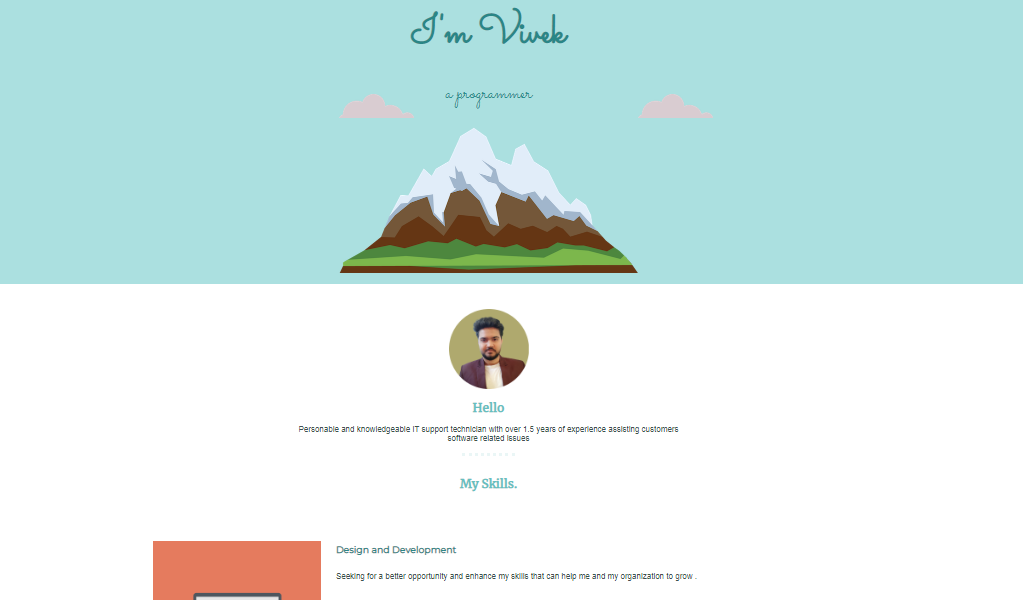 I'm Vivek
a programmer
Hello
Personable and knowledgeable IT support technician with over 1.5 years of experience assisting customers
software related issues
My Skills.
Design and Development
Seeking for a better opportunity and enhance my skills that can help me and my organization to grow .